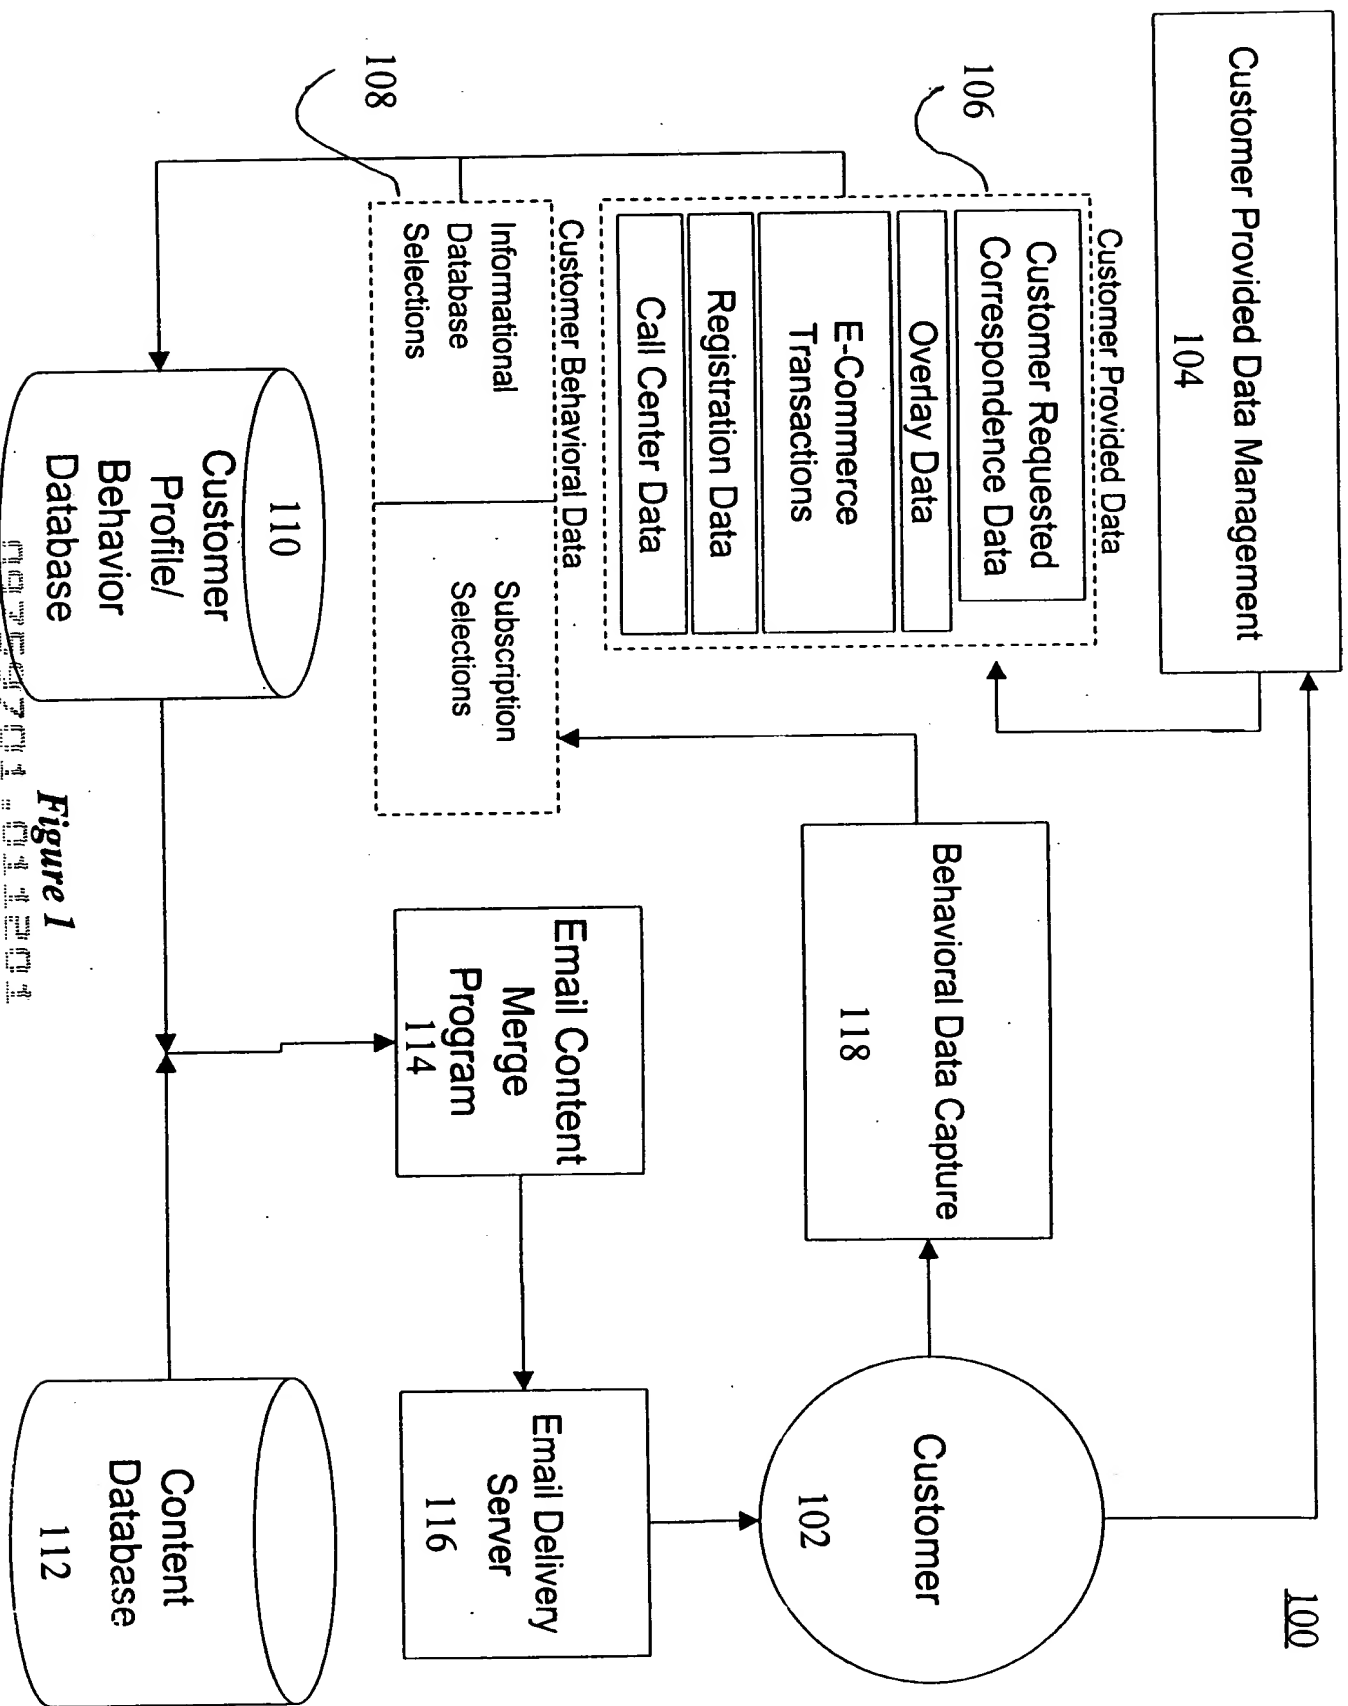 100
Customer Provided Data Management
104
Customer Provided Data
106
Customer Requested
Correspondence Data
Overlay Data
E-Commerce
Transactions
Registration Data
Call Center Data
Customer Behavioral Data
108
Informational
Database
Selections
Subscription
Selections
Behavioral Data Capture
118
Customer
102
Email Content
Merge
Program
114
Email Delivery
Server
116
110
Customer
Profile/
Behavior
Database
Content
Database
112
Figure 1